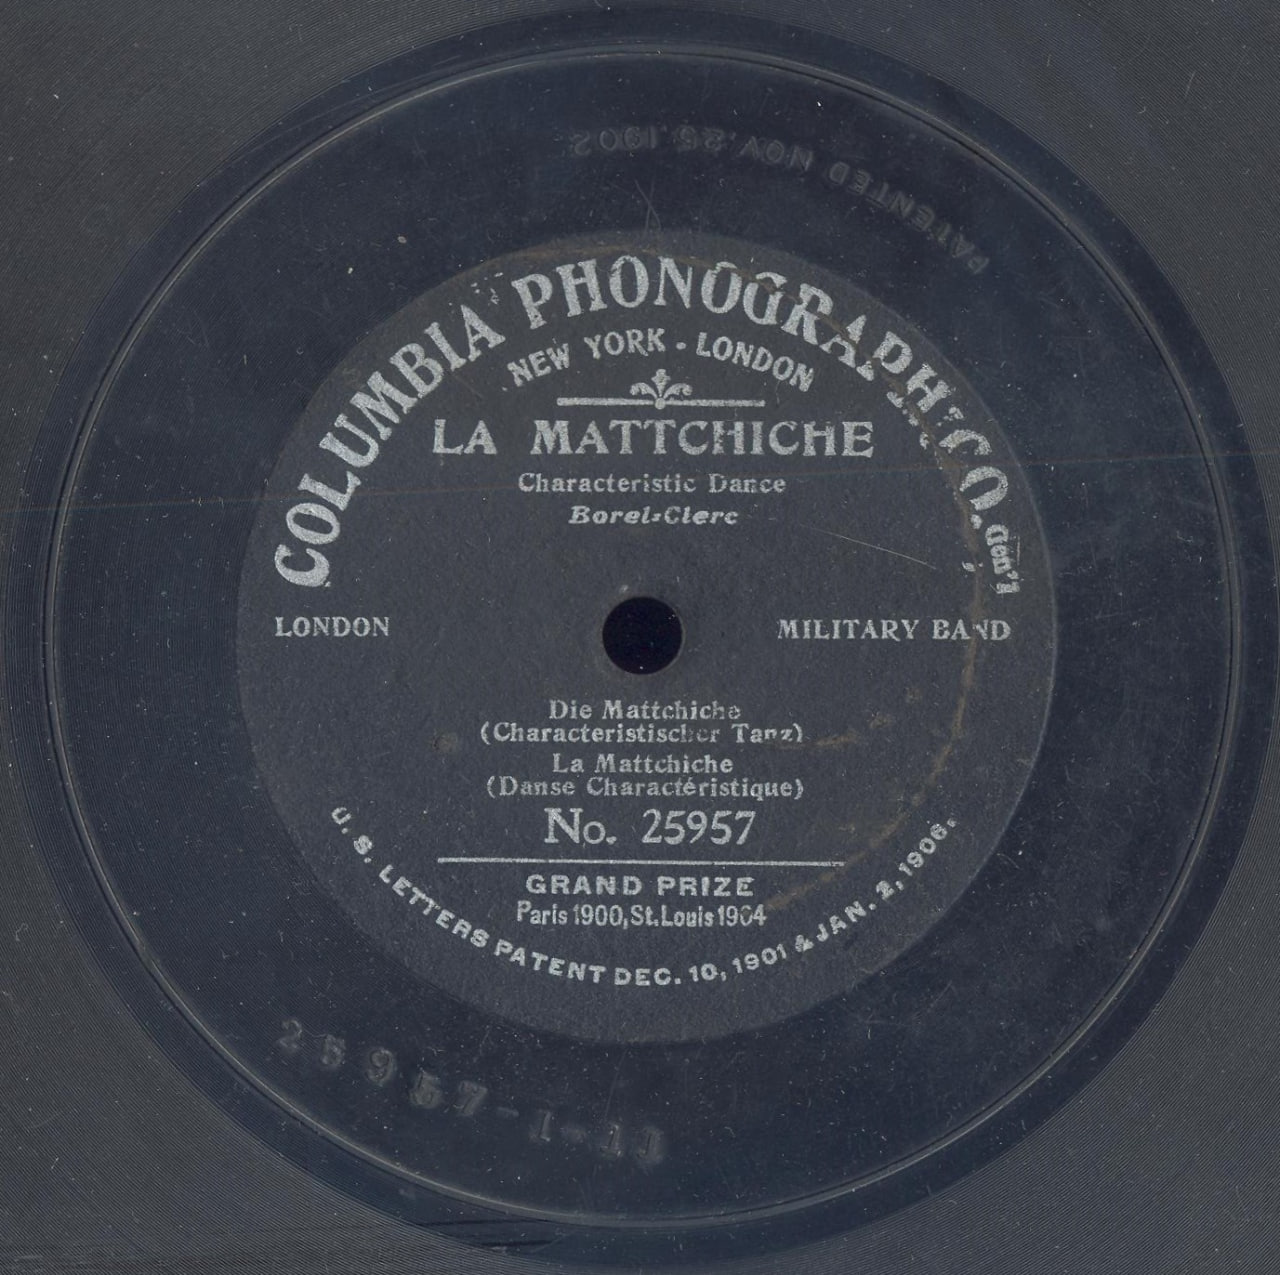 PATENTED NOV. 25, 1902
COLUMBIA PHONOGRAPH CO. Gen'l
NEW YORK - LONDON
LA MATTCHICHE
Characteristic Dance
Borel-Clerc
LONDON MILITARY BAND
Die Mattchiche
(Characteristischer Tanz)
La Mattchiche
(Danse Charactéristique)
No. 25957
GRAND PRIZE
Paris 1900, St. Louis 1904
U. S. LETTERS PATENT DEC. 10, 1901 & JAN. 2, 1906.
25957-1-11